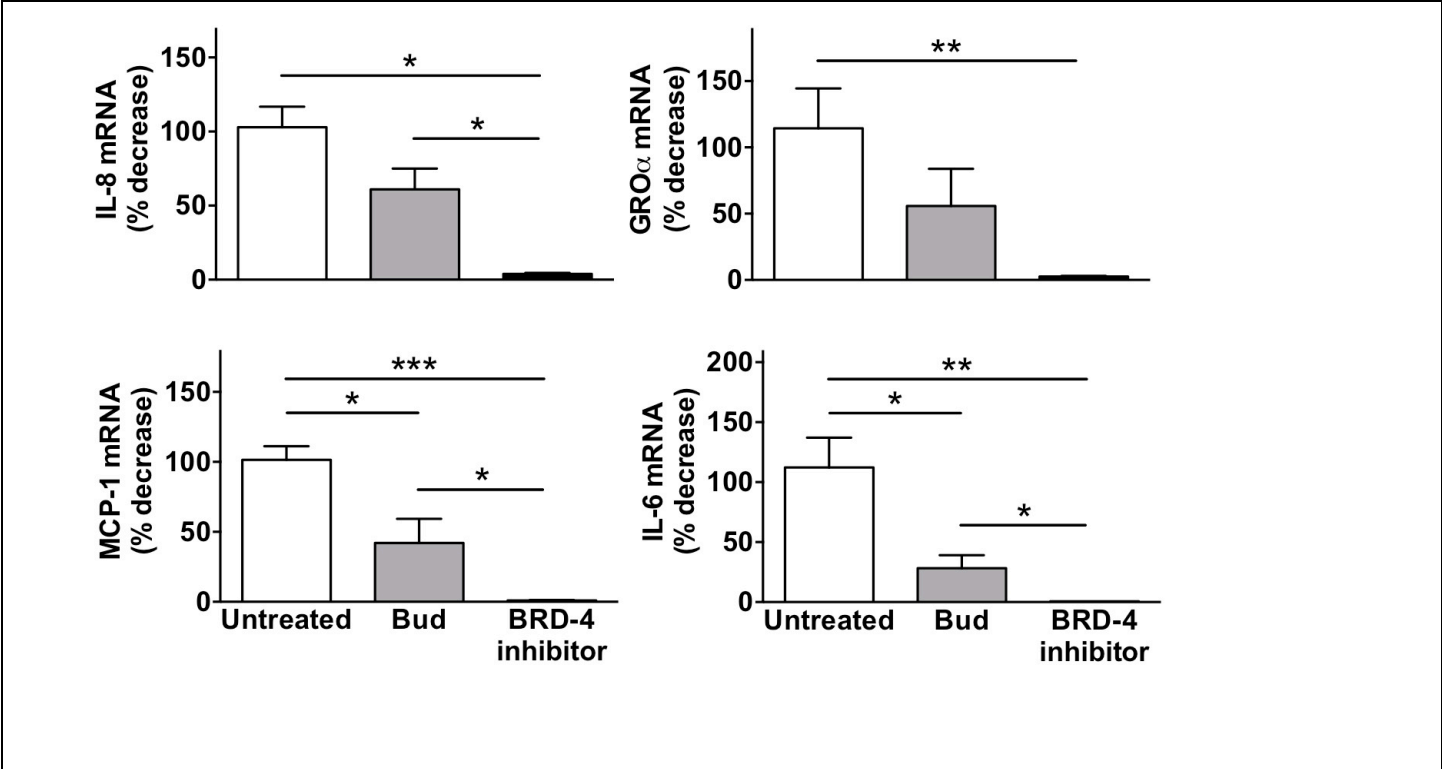 IL-8 mRNA
(% decrease)
150
100
50
0
*
*
GROα mRNA
(% decrease)
150
100
50
0
**
MCP-1 mRNA
(% decrease)
150
100
50
0
***
*
*
Untreated Bud BRD-4
inhibitor
IL-6 mRNA
(% decrease)
200
150
100
50
0
**
*
*
Untreated Bud BRD-4
inhibitor